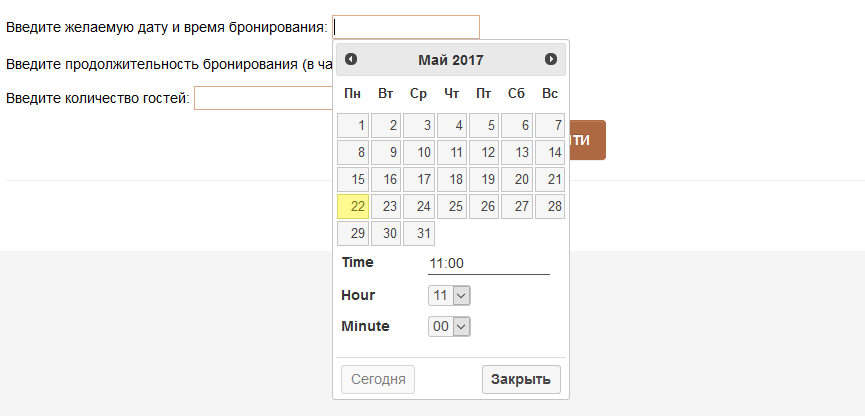 Введите желаемую дату и время бронирования:
Май 2017
Введите продолжительность бронирования (в
Введите количество гостей:
Пн Вт Ср Чт Пт Сб Вс
1 2 3 4 5 6 7
8 9 10 11 12 13 14
15 16 17 18 19 20 21
22 23 24 25 26 27 28
29 30 31
Time 11:00
Hour 11
Minute 00
Сегодня Закрыть